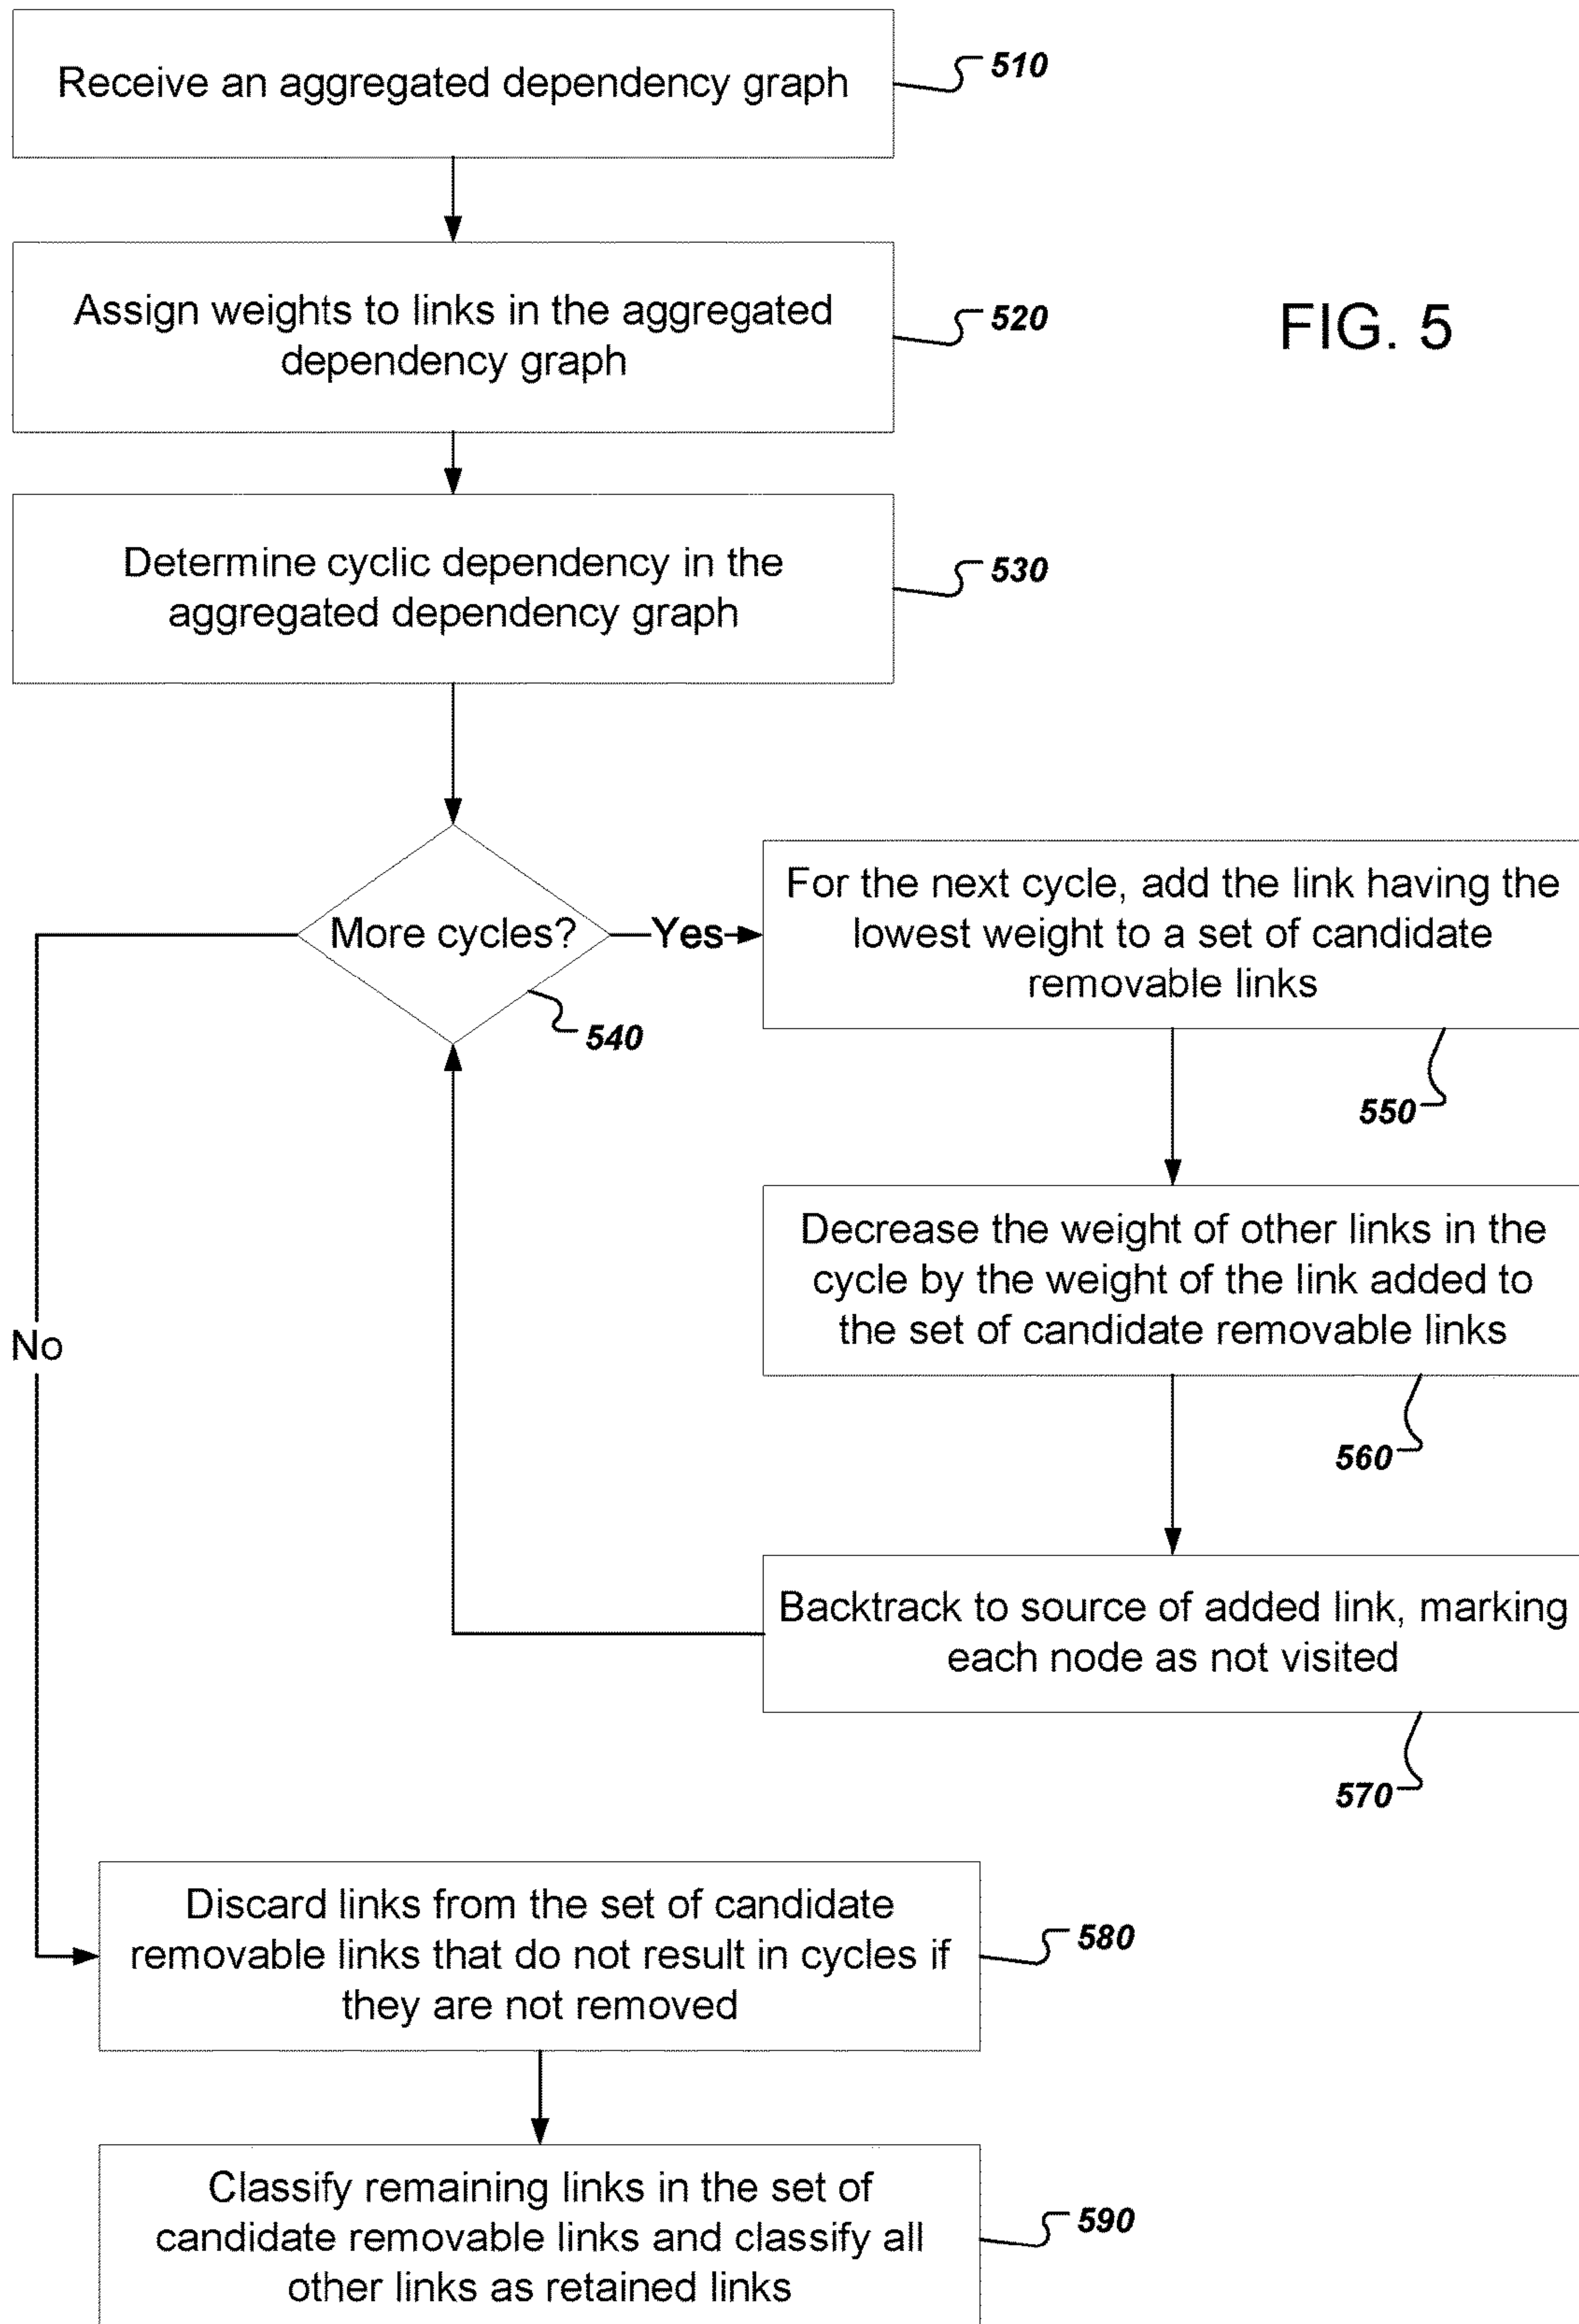 Receive an aggregated dependency graph
510
Assign weights to links in the aggregated
dependency graph
520
FIG. 5
Determine cyclic dependency in the
aggregated dependency graph
530
More cycles?
Yes
540
For the next cycle, add the link having the
lowest weight to a set of candidate
removable links
550
Decrease the weight of other links in the
cycle by the weight of the link added to
the set of candidate removable links
560
No
Backtrack to source of added link, marking
each node as not visited
570
Discard links from the set of candidate
removable links that do not result in cycles if
they are not removed
580
Classify remaining links in the set of
candidate removable links and classify all
other links as retained links
590